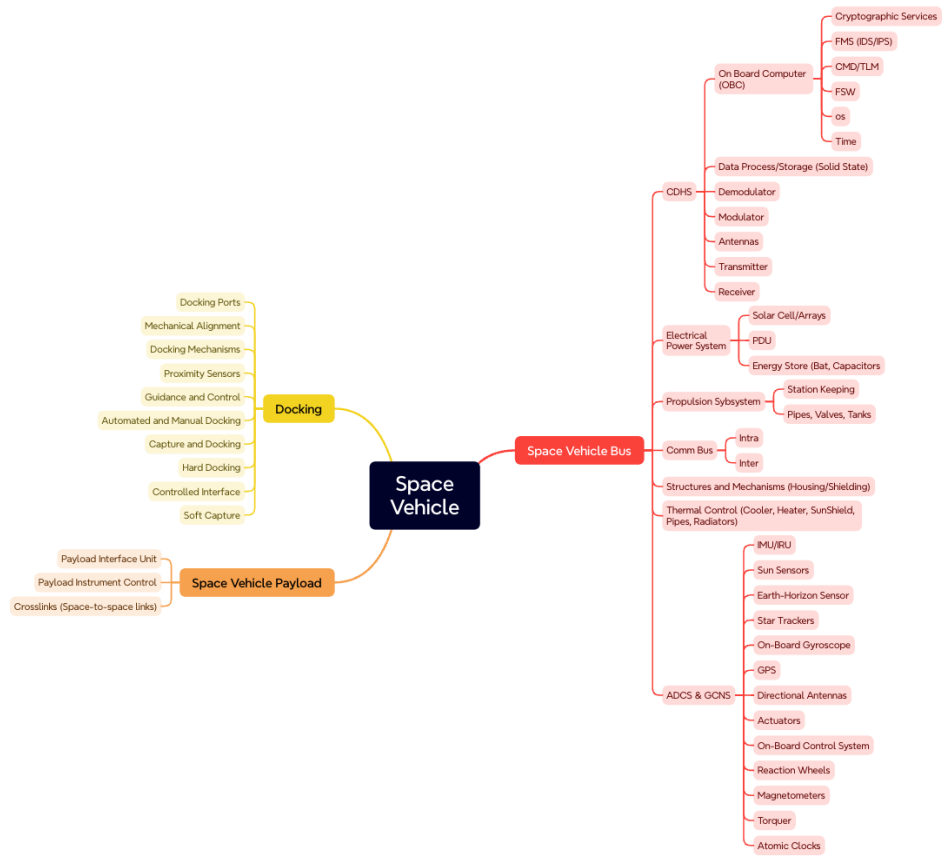 Space
Vehicle
Docking
Docking Ports
Mechanical Alignment
Docking Mechanisms
Proximity Sensors
Guidance and Control
Automated and Manual Docking
Capture and Docking
Hard Docking
Controlled Interface
Soft Capture
Space Vehicle Payload
Payload Interface Unit
Payload Instrument Control
Crosslinks (Space-to-space links)
Space Vehicle Bus
CDHS
On Board Computer
(OBC)
Cryptographic Services
FMS (IDS/IPS)
CMD/TLM
FSW
os
Time
Data Process/Storage (Solid State)
Demodulator
Modulator
Antennas
Transmitter
Receiver
Electrical
Power System
Solar Cell/Arrays
PDU
Energy Store (Bat, Capacitors
Propulsion Sybsystem
Station Keeping
Pipes, Valves, Tanks
Comm Bus
Intra
Inter
Structures and Mechanisms (Housing/Shielding)
Thermal Control (Cooler, Heater, SunShield,
Pipes, Radiators)
ADCS & GCNS
IMU/IRU
Sun Sensors
Earth-Horizon Sensor
Star Trackers
On-Board Gyroscope
GPS
Directional Antennas
Actuators
On-Board Control System
Reaction Wheels
Magnetometers
Torquer
Atomic Clocks